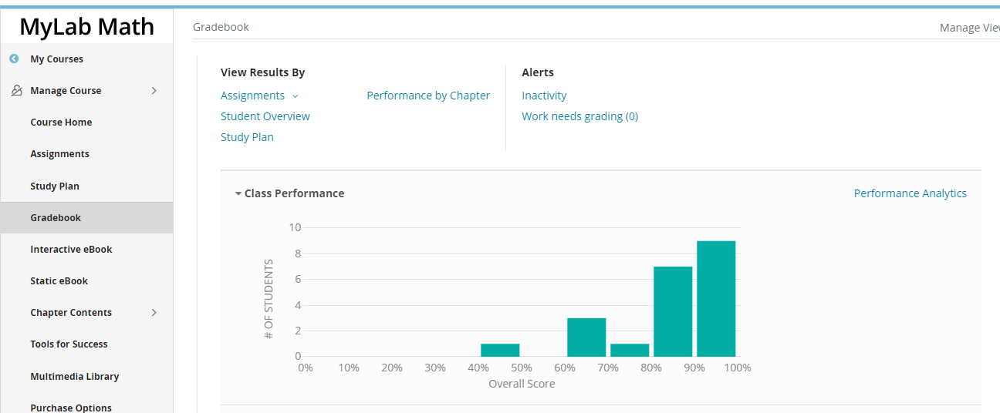 MyLab Math
My Courses
Manage Course
Course Home
Assignments
Study Plan
Gradebook
Interactive eBook
Static eBook
Chapter Contents
Tools for Success
Multimedia Library
Purchase Options
Gradebook
Manage View
View Results By
Assignments
Performance by Chapter
Student Overview
Study Plan
Alerts
Inactivity
Work needs grading (0)
Class Performance
Performance Analytics
# OF STUDENTS
10
8
6
4
2
0
0% 10% 20% 30% 40% 50% 60% 70% 80% 90% 100%
Overall Score